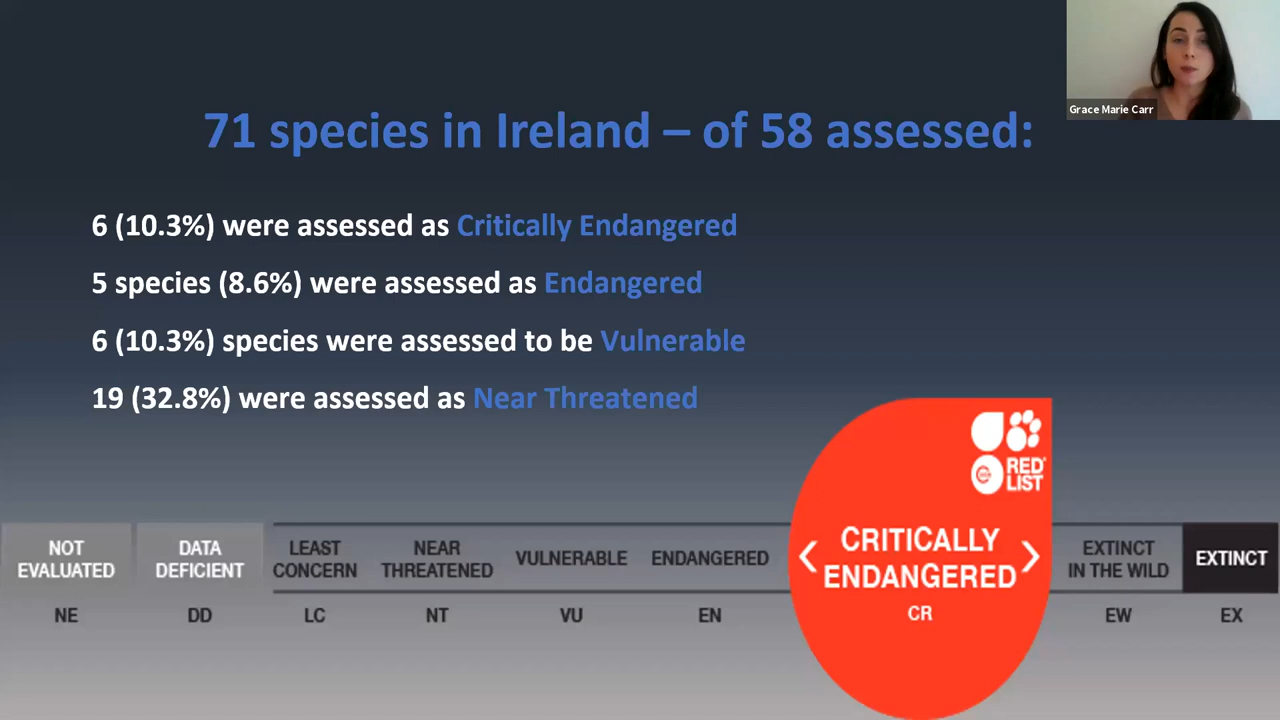 Grace Marie Carr
71 species in Ireland – of 58 assessed:
6 (10.3%) were assessed as Critically Endangered
5 species (8.6%) were assessed as Endangered
6 (10.3%) species were assessed to be Vulnerable
19 (32.8%) were assessed as Near Threatened
RED
LIST
NOT
EVALUATED
NE
DATA
DEFICIENT
DD
LEAST
CONCERN
LC
NEAR
THREATENED
NT
VULNERABLE
VU
ENDANGERED
EN
< CRITICALLY
ENDANGERED >
CR
EXTINCT
IN THE WILD
EW
EXTINCT
EX